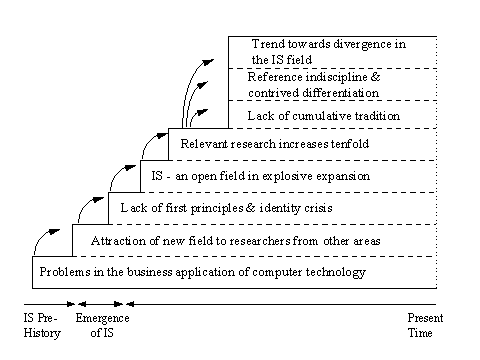 Trend towards divergence in
the IS field
Reference indiscipline &
contrived differentiation
Lack of cumulative tradition
Relevant research increases tenfold
IS - an open field in explosive expansion
Lack of first principles & identity crisis
Attraction of new field to researchers from other areas
Problems in the business application of computer technology
IS Pre-
History
Emergence
of IS
Present
Time